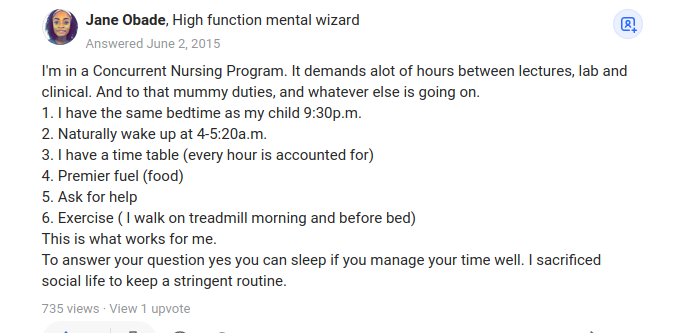 Jane Obade, High function mental wizard
Answered June 2, 2015
I'm in a Concurrent Nursing Program. It demands alot of hours between lectures, lab and
clinical. And to that mummy duties, and whatever else is going on.
1. I have the same bedtime as my child 9:30p.m.
2. Naturally wake up at 4-5:20a.m.
3. I have a time table (every hour is accounted for)
4. Premier fuel (food)
5. Ask for help
6. Exercise ( I walk on treadmill morning and before bed)
This is what works for me.
To answer your question yes you can sleep if you manage your time well. I sacrificed
social life to keep a stringent routine.
735 views · View 1 upvote